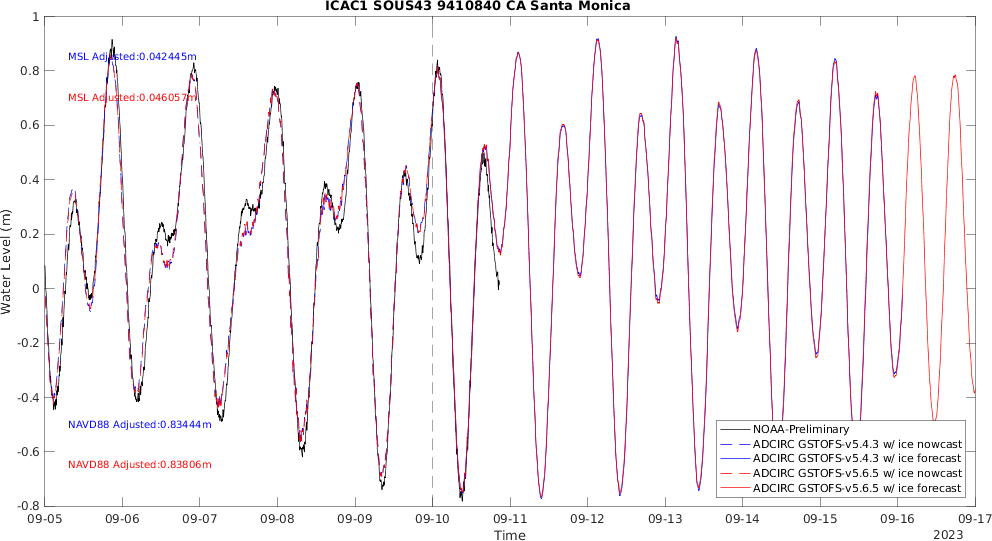 ICAC1 SOUS43 9410840 CA Santa Monica
1
0.8
0.6
0.4
0.2
0
-0.2
-0.4
-0.6
-0.8
Water Level (m)
MSL Adjusted:0.042445m
MSL Adjusted:0.046057m
NAVD88 Adjusted:0.83444m
NAVD88 Adjusted:0.83806m
NOAA-Preliminary
ADCIRC GSTOFS-v5.4.3 w/ ice nowcast
ADCIRC GSTOFS-v5.4.3 w/ ice forecast
ADCIRC GSTOFS-v5.6.5 w/ ice nowcast
ADCIRC GSTOFS-v5.6.5 w/ ice forecast
09-05 09-06 09-07 09-08 09-09 09-10 09-11 09-12 09-13 09-14 09-15 09-16 09-17
Time
2023